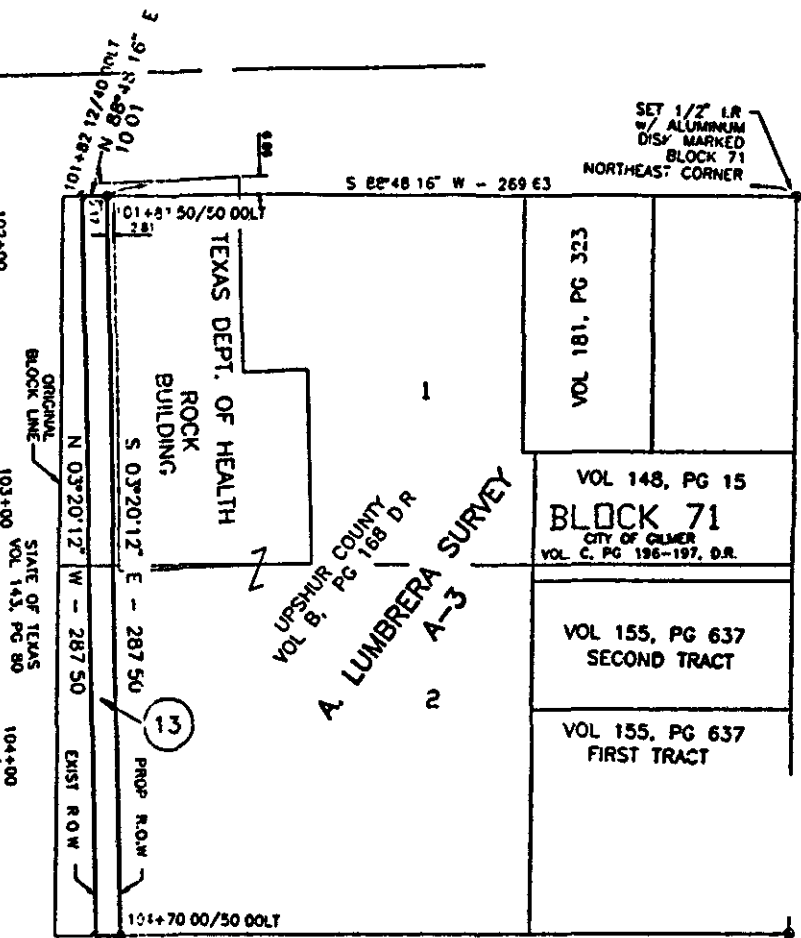 101+82 12/40 00LT
N 88°48 16" E
10 01
SET 1/2" I.R
w/ ALUMINUM
DISK MARKED
BLOCK 71
NORTHEAST CORNER
S 88°48 16" W - 269 63
101+81 50/50 00LT
2.81
TEXAS DEPT. OF HEALTH
ROCK
BUILDING
VOL 181, PG 323
1
102+00
ORIGINAL
BLOCK LINE
VOL 148, PG 15
BLOCK 71
CITY OF GILMER
VOL C, PG 196-197, D.R.
UPSHUR COUNTY
VOL B, PG 168 D R
A. LUMBRERA SURVEY
A-3
S 03°20'12" E - 287 50
N 03°20'12" W - 287 50
103+00
STATE OF TEXAS
VOL 143, PG 80
VOL 155, PG 637
SECOND TRACT
2
13
VOL 155, PG 637
FIRST TRACT
104+00
EXIST R O W
PROP R.O.W
104+70 00/50 00LT